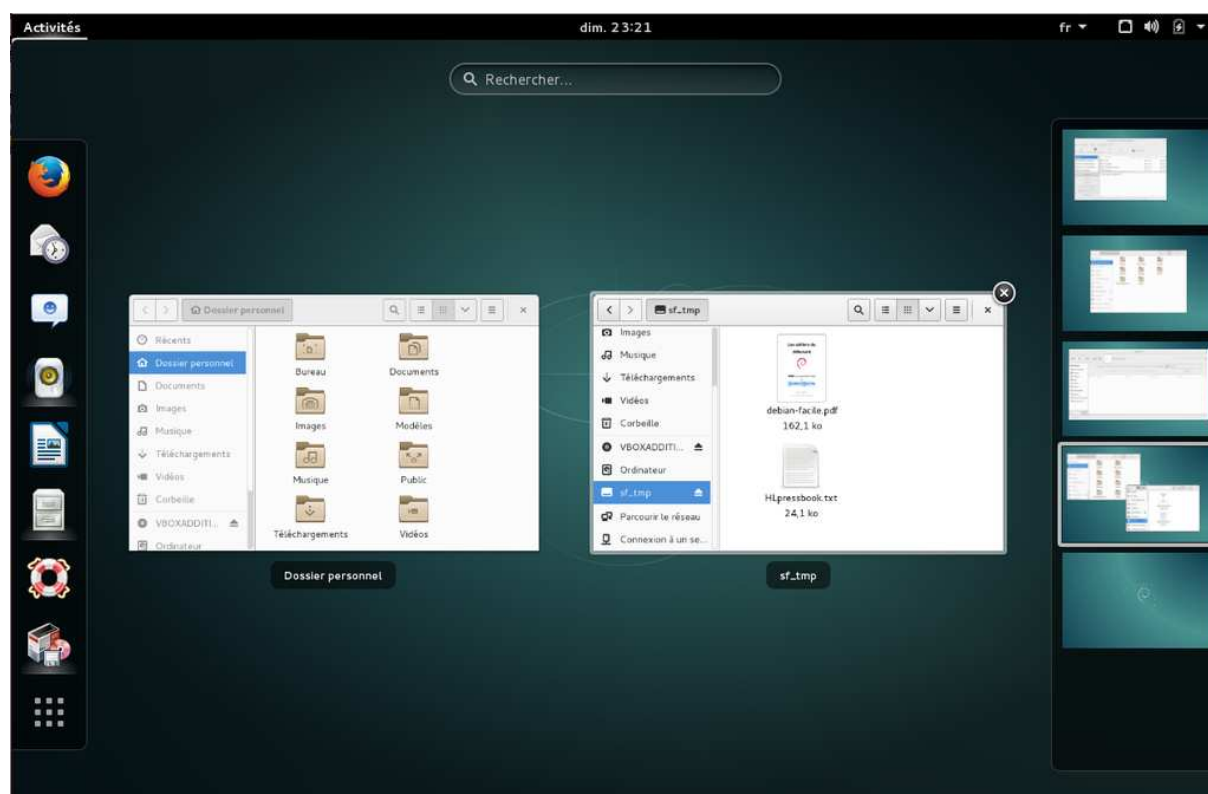 Activités
dim. 23:21
fr
Rechercher...
Dossier personnel
Récents
Dossier personnel
Documents
Images
Musique
Téléchargements
Vidéos
Corbeille
VBOXADDITI...
Ordinateur
Bureau
Documents
Images
Modèles
Musique
Public
Téléchargements
Vidéos
Dossier personnel
sf_tmp
Images
Musique
Téléchargements
Vidéos
Corbeille
VBOXADDITI...
Ordinateur
sf_tmp
Parcourir le réseau
Connexion à un se...
debian-facile.pdf
162,1 ko
HLpressbook.txt
24,1 ko
sf_tmp